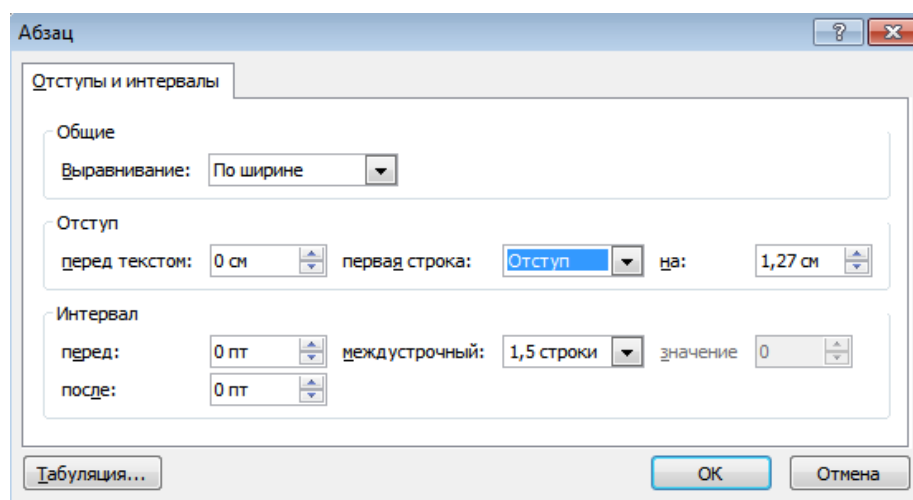 Абзац
Отступы и интервалы
Общие
Выравнивание: По ширине
Отступ
перед текстом: 0 см первая строка: Отступ на: 1,27 см
Интервал
перед: 0 пт междустрочный: 1,5 строки значение 0
после: 0 пт
Табуляция... ОК Отмена